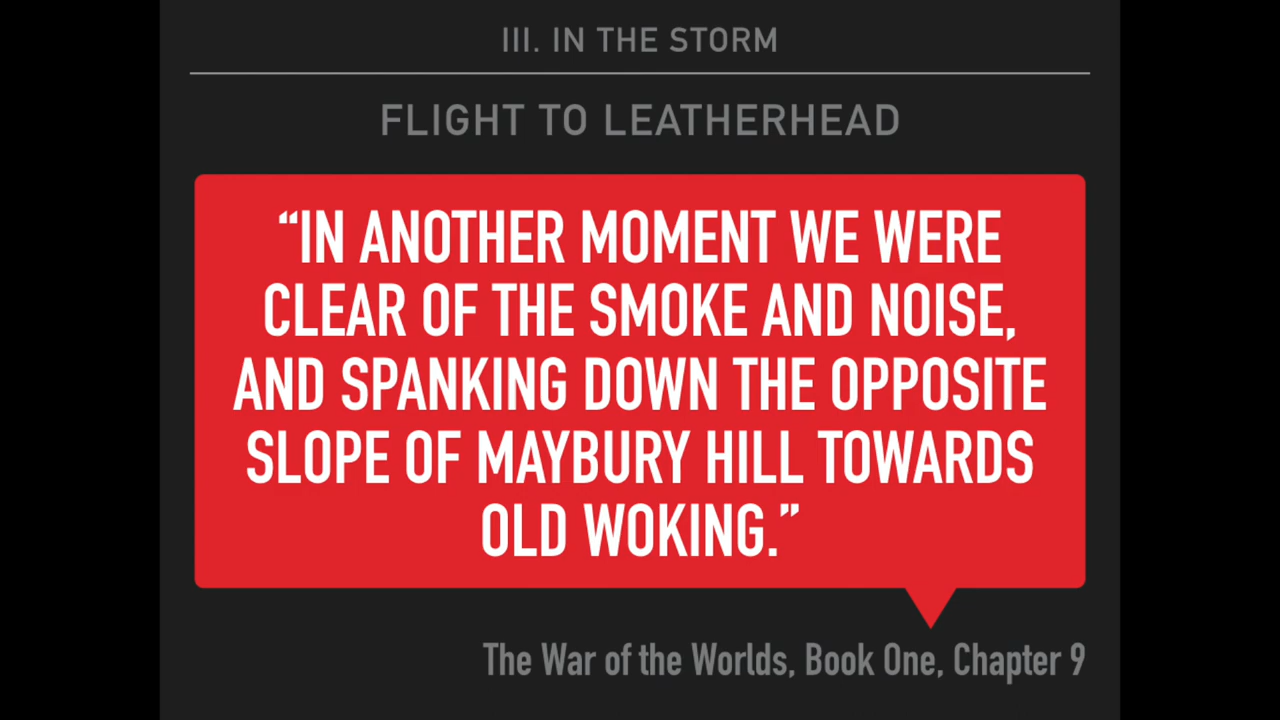 III. IN THE STORM
FLIGHT TO LEATHERHEAD
“IN ANOTHER MOMENT WE WERE
CLEAR OF THE SMOKE AND NOISE,
AND SPANKING DOWN THE OPPOSITE
SLOPE OF MAYBURY HILL TOWARDS
OLD WOKING.”
The War of the Worlds, Book One, Chapter 9